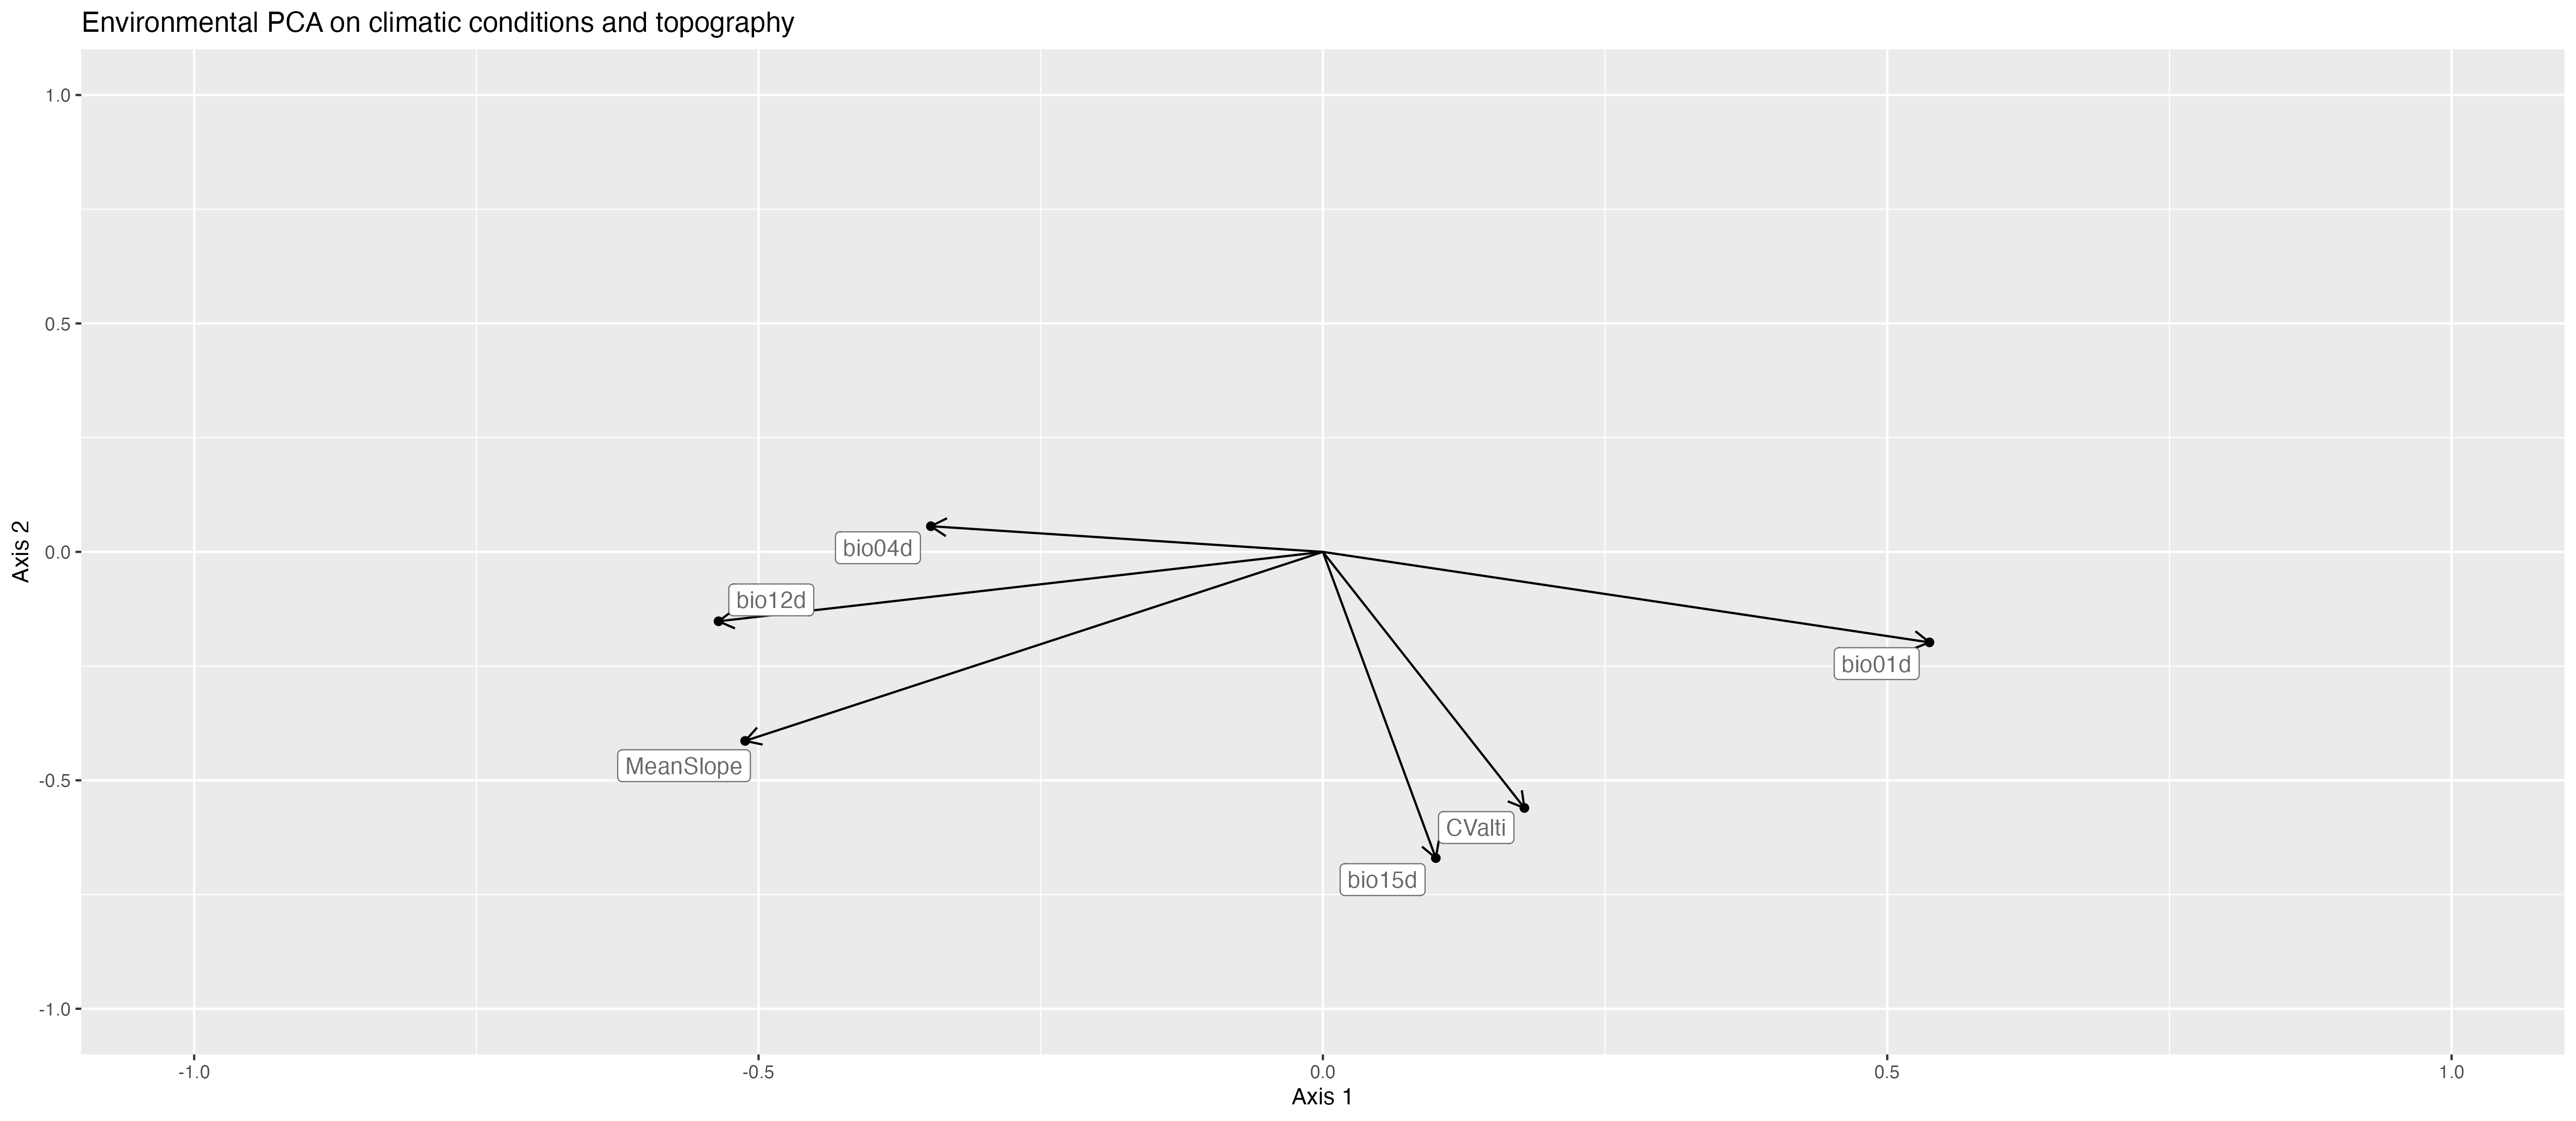 Environmental PCA on climatic conditions and topography
1.0
0.5
0.0
-0.5
-1.0
Axis 2
bio04d
bio12d
bio01d
MeanSlope
CValti
bio15d
-1.0
-0.5
0.0
0.5
1.0
Axis 1